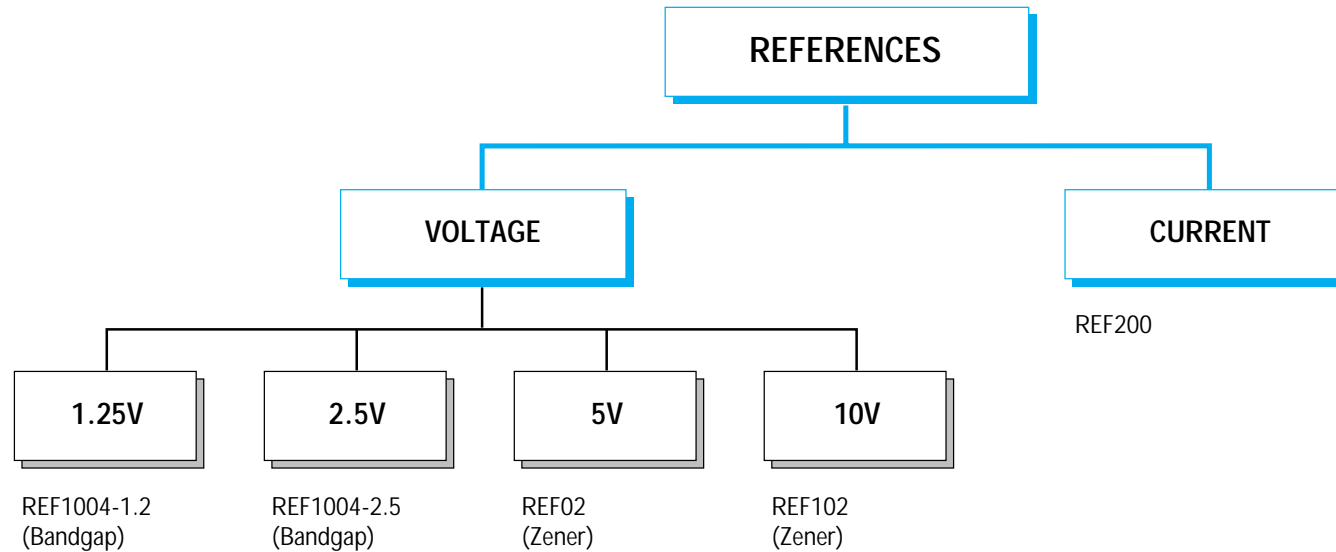 REFERENCES
VOLTAGE
CURRENT
REF200
1.25V
2.5V
5V
10V
REF1004-1.2
(Bandgap)
REF1004-2.5
(Bandgap)
REF02
(Zener)
REF102
(Zener)